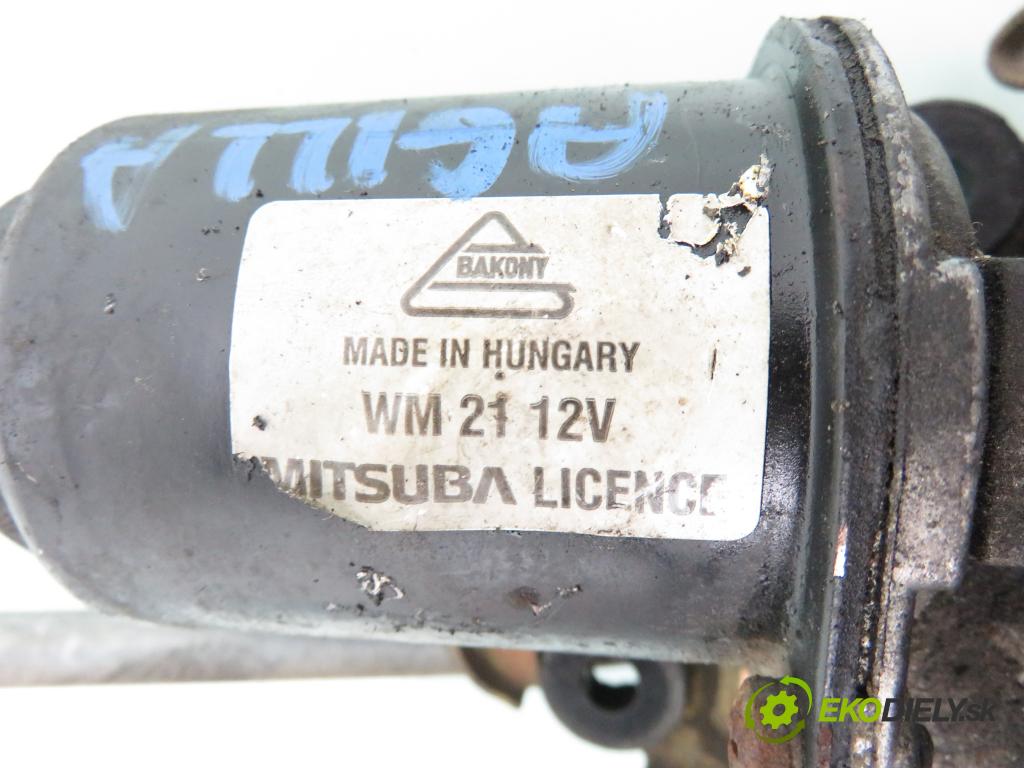 AGILA
BAKONY
MADE IN HUNGARY
WM 21 12V
MITSUBA LICENCE
EKODIELY.sk